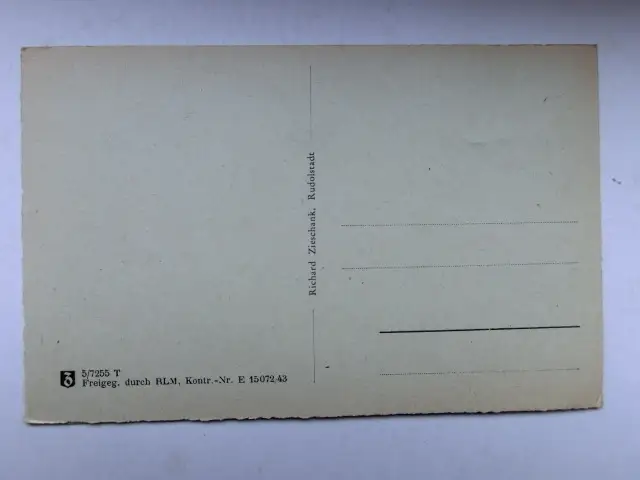 Richard Zieschank, Rudolstadt
5/7255 T
Freigeg. durch RLM, Kontr.-Nr. E 15072/43